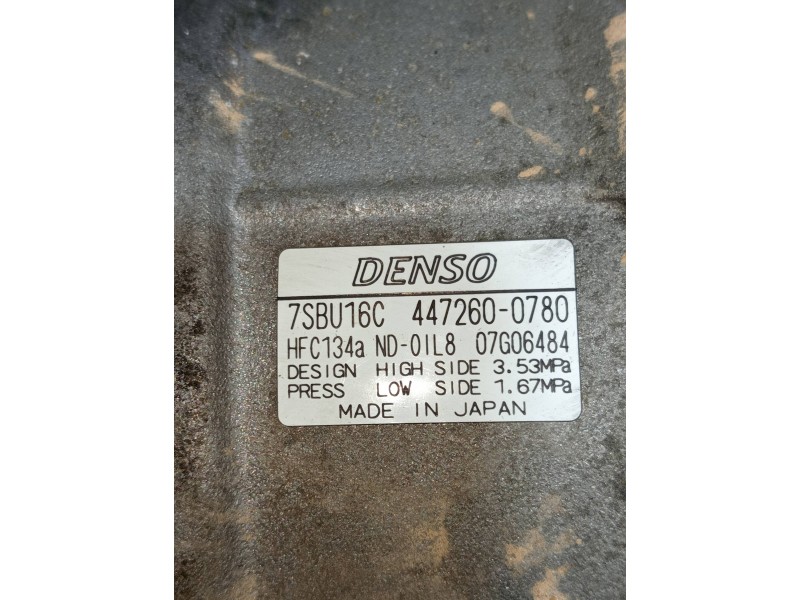 DENSO
7SBU16C 447260-0780
HFC134a ND-OIL8 07G06484
DESIGN HIGH SIDE 3.53MPa
PRESS LOW SIDE 1.67MPa
MADE IN JAPAN